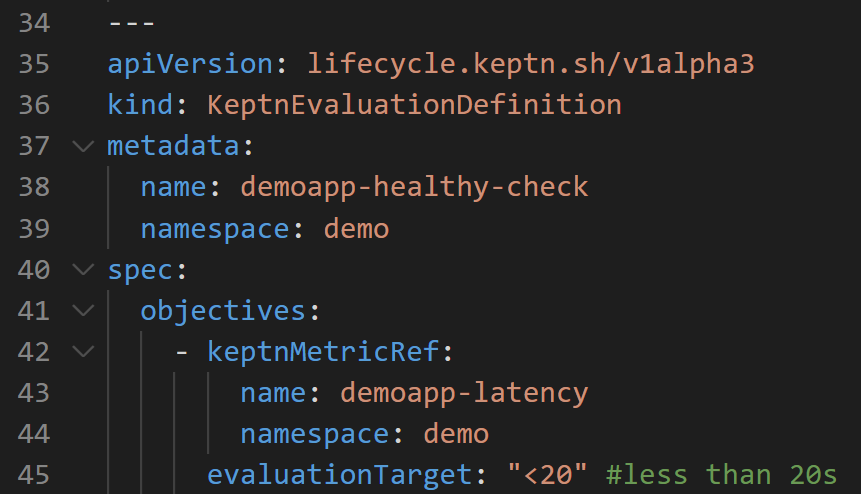 34 ---
35 apiVersion: lifecycle.keptn.sh/v1alpha3
36 kind: KeptnEvaluationDefinition
37 metadata:
38   name: demoapp-healthy-check
39   namespace: demo
40 spec:
41   objectives:
42     - keptnMetricRef:
43         name: demoapp-latency
44         namespace: demo
45       evaluationTarget: "<20" #less than 20s